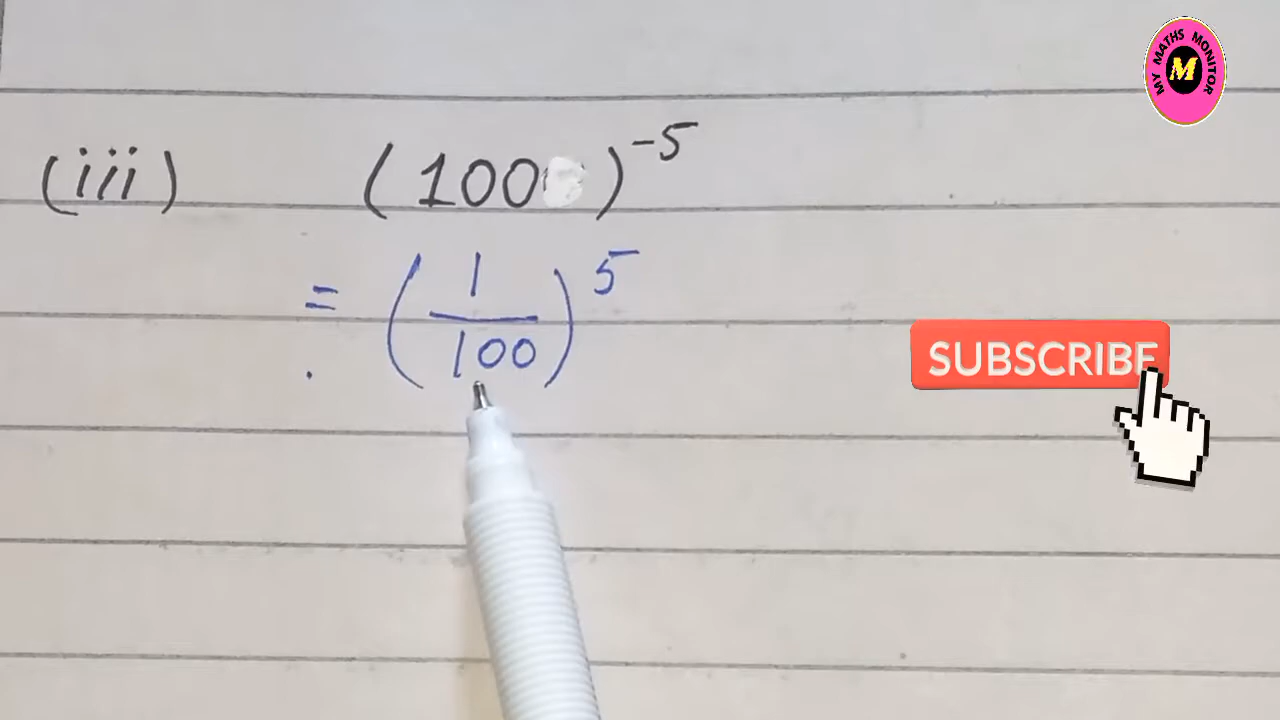 MY MATHS MONITOR
M
(iii) (100 )⁻⁵
= (1/100)⁵
.
SUBSCRIBE